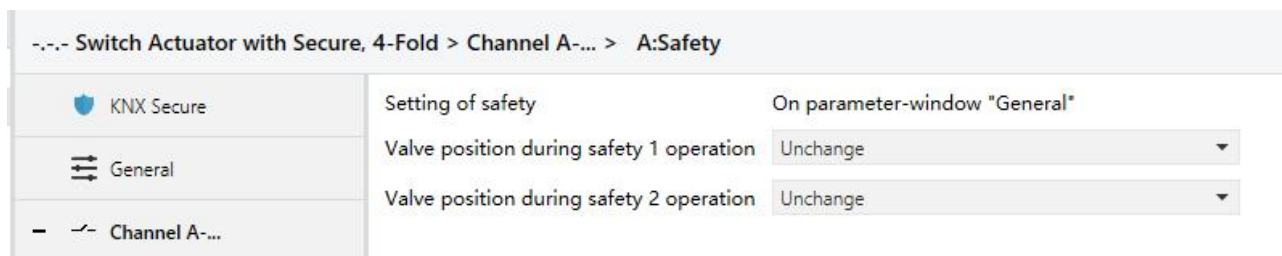 -.-.- Switch Actuator with Secure, 4-Fold > Channel A-... > A:Safety
KNX Secure
General
Channel A-...
Setting of safety On parameter-window "General"
Valve position during safety 1 operation Unchange
Valve position during safety 2 operation Unchange